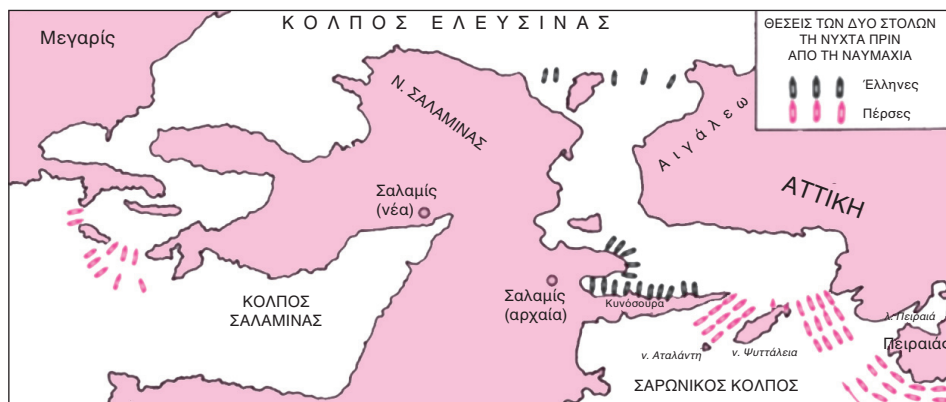 ΚΟΛΠΟΣ ΕΛΕΥΣΙΝΑΣ
Μεγαρίς
ΘΕΣΕΙΣ ΤΩΝ ΔΥΟ ΣΤΟΛΩΝ
ΤΗ ΝΥΧΤΑ ΠΡΙΝ
ΑΠΟ ΤΗ ΝΑΥΜΑΧΙΑ
Έλληνες
Πέρσες
Ν. ΣΑΛΑΜΙΝΑΣ
Αιγάλεω
ΑΤΤΙΚΗ
Σαλαμίς
(νέα)
ΚΟΛΠΟΣ
ΣΑΛΑΜΙΝΑΣ
Σαλαμίς
(αρχαία)
Κυνόσουρα
λ. Πειραιά
Πειραιάς
ν. Αταλάντη
ν. Ψυττάλεια
ΣΑΡΩΝΙΚΟΣ ΚΟΛΠΟΣ